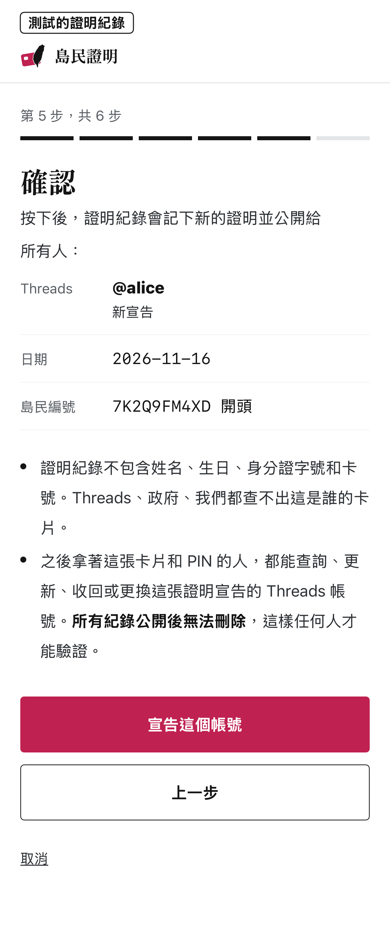 測試的證明紀錄
島民證明
第 5 步，共 6 步
確認
按下後，證明紀錄會記下新的證明並公開給
所有人：
Threads
@alice
新宣告
日期
2026-11-16
島民編號
7K2Q9FM4XD 開頭
• 證明紀錄不包含姓名、生日、身分證字號和卡
號。Threads、政府、我們都查不出這是誰的卡
片。
• 之後拿著這張卡片和 PIN 的人，都能查詢、更
新、收回或更換這張證明宣告的 Threads 帳
號。所有紀錄公開後無法刪除，這樣任何人才
能驗證。
宣告這個帳號
上一步
取消